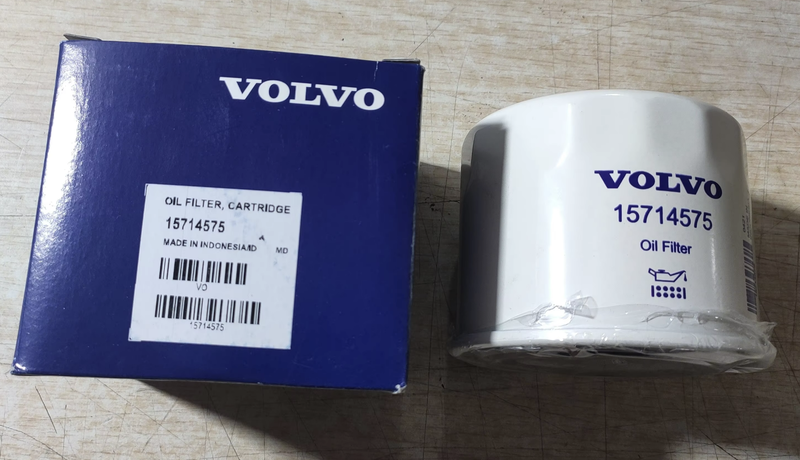 VOLVO
OIL FILTER, CARTRIDGE
15714575
A
MADE IN INDONESIA/ID MD
VO
15714575
VOLVO
15714575
Oil Filter